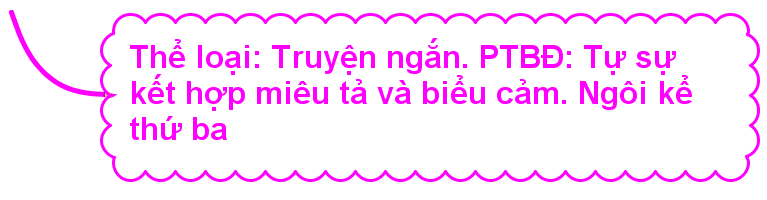 Thể loại: Truyện ngắn. PTBĐ: Tự sự
kết hợp miêu tả và biểu cảm. Ngôi kể
thứ ba